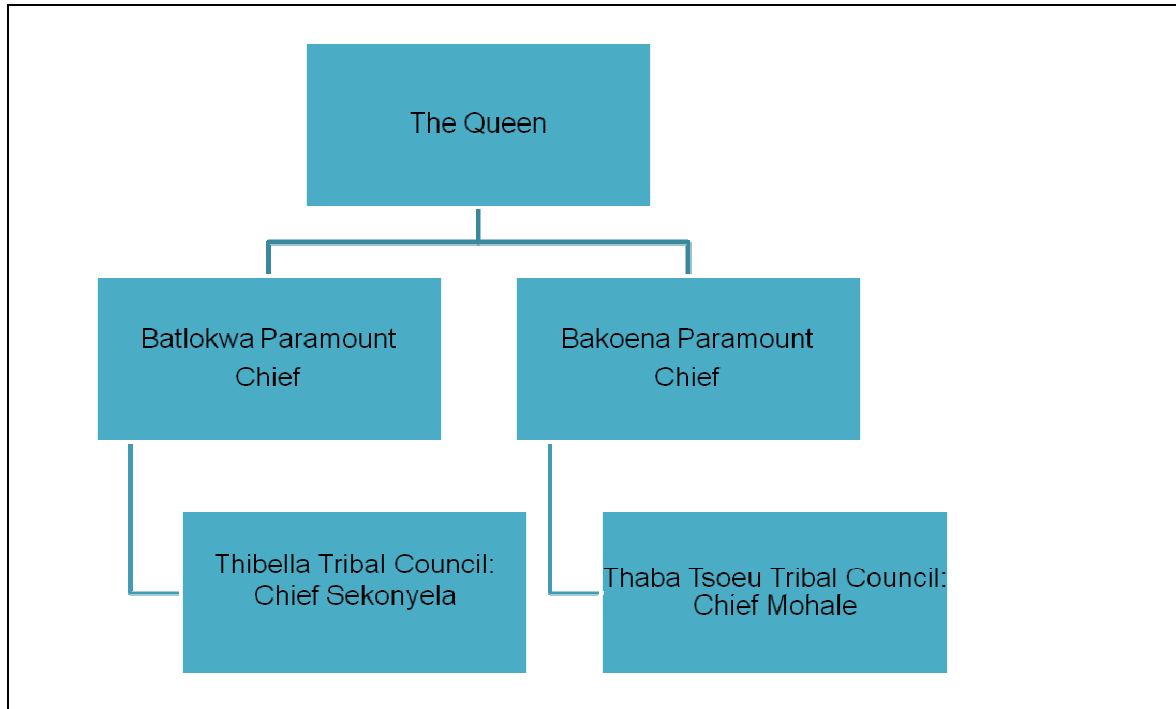 The Queen
Batlokwa Paramount
Chief
Bakoena Paramount
Chief
Thibella Tribal Council:
Chief Sekonyela
Thaba Tsoeu Tribal Council:
Chief Mohale